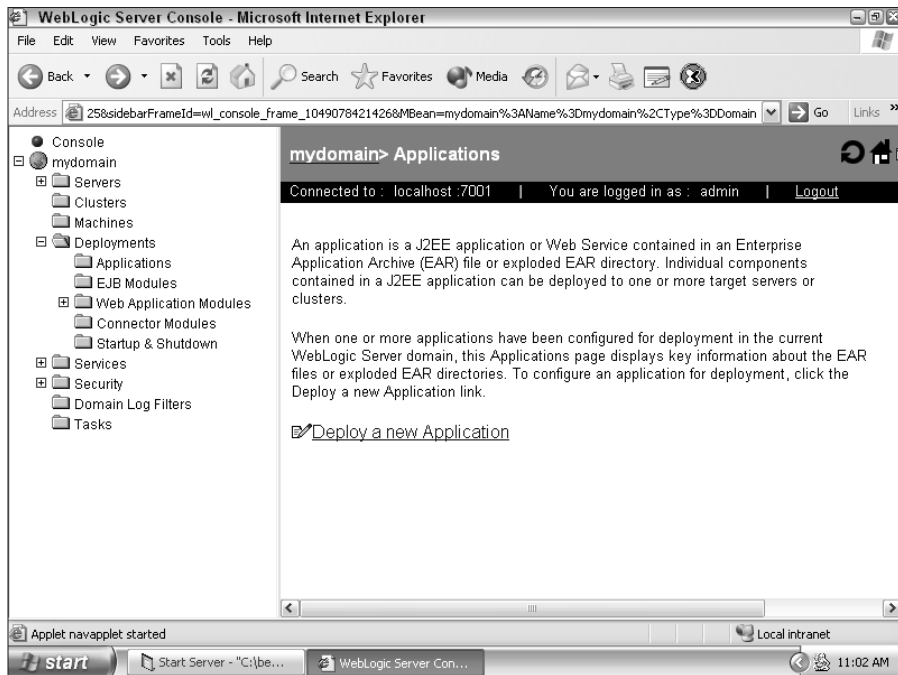 WebLogic Server Console - Microsoft Internet Explorer
File Edit View Favorites Tools Help
Back Search Favorites Media
Address 25&sidebarFrameId=wl_console_frame_1049078421426&MBean=mydomain%3AName%3Dmydomain%2CType%3DDomain Go Links »
Console
mydomain
Servers
Clusters
Machines
Deployments
Applications
EJB Modules
Web Application Modules
Connector Modules
Startup & Shutdown
Services
Security
Domain Log Filters
Tasks
mydomain> Applications
Connected to : localhost :7001 | You are logged in as : admin | Logout
An application is a J2EE application or Web Service contained in an Enterprise
Application Archive (EAR) file or exploded EAR directory. Individual components
contained in a J2EE application can be deployed to one or more target servers or
clusters.
When one or more applications have been configured for deployment in the current
WebLogic Server domain, this Applications page displays key information about the EAR
files or exploded EAR directories. To configure an application for deployment, click the
Deploy a new Application link.
Deploy a new Application
Applet navapplet started
Local intranet
start Start Server - "C:\be... WebLogic Server Con... 11:02 AM